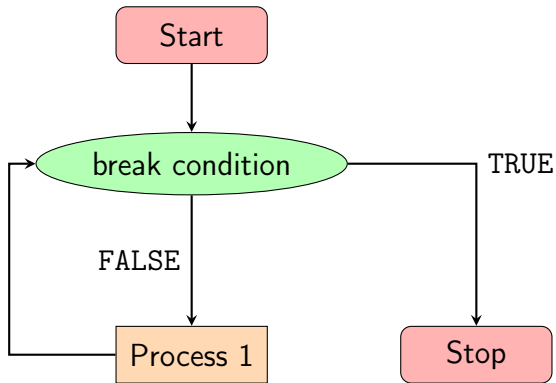 Start
break condition
TRUE
FALSE
Process 1
Stop